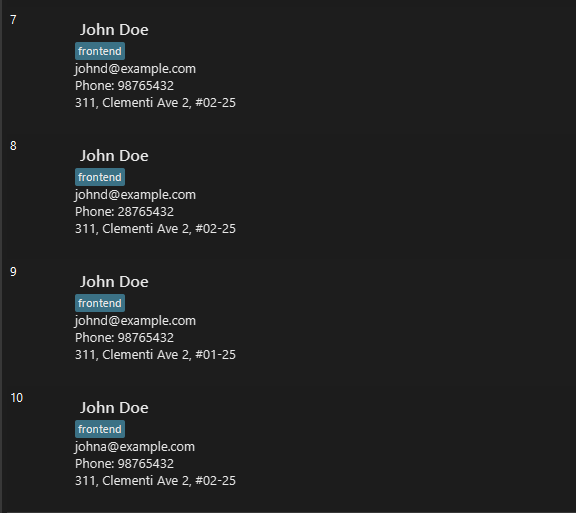 7
John Doe
frontend
johnd@example.com
Phone: 98765432
311, Clementi Ave 2, #02-25
8
John Doe
frontend
johnd@example.com
Phone: 28765432
311, Clementi Ave 2, #02-25
9
John Doe
frontend
johnd@example.com
Phone: 98765432
311, Clementi Ave 2, #01-25
10
John Doe
frontend
johna@example.com
Phone: 98765432
311, Clementi Ave 2, #02-25